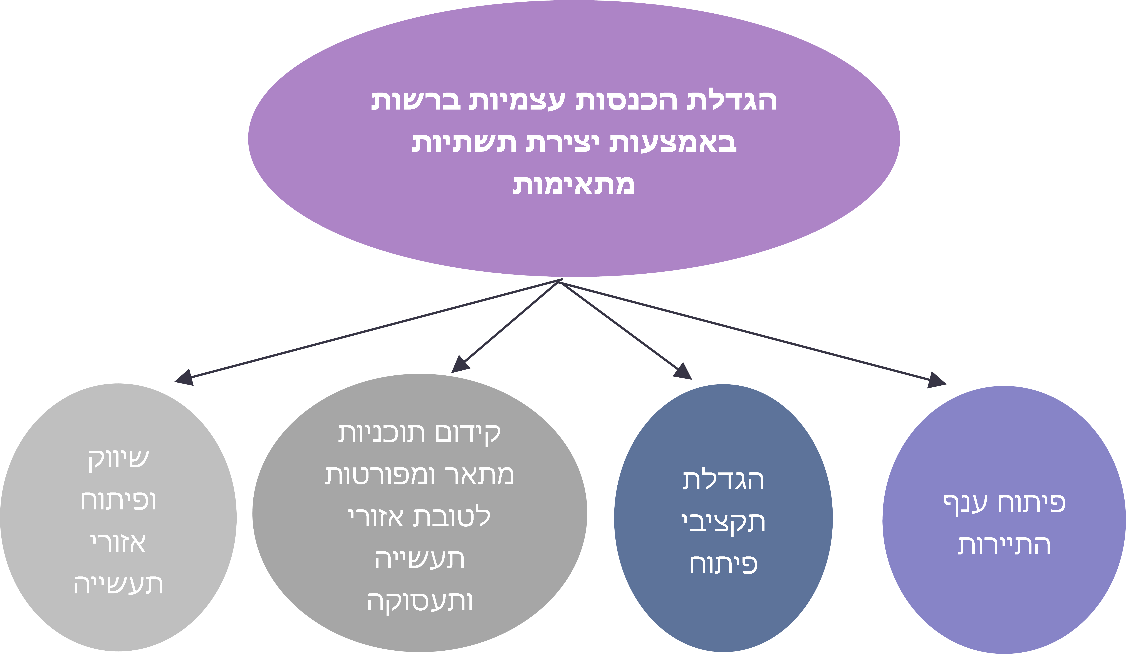 הגדלת הכנסות עצמיות ברשות
באמצעות יצירת תשתיות
מתאימות
פיתוח ענף
התיירות
הגדלת
תקציבי
פיתוח
קידום תוכניות
מתאר ומפורטות
לטובת אזורי
תעשייה
ותעסוקה
שיווק
ופיתוח
אזורי
תעשייה